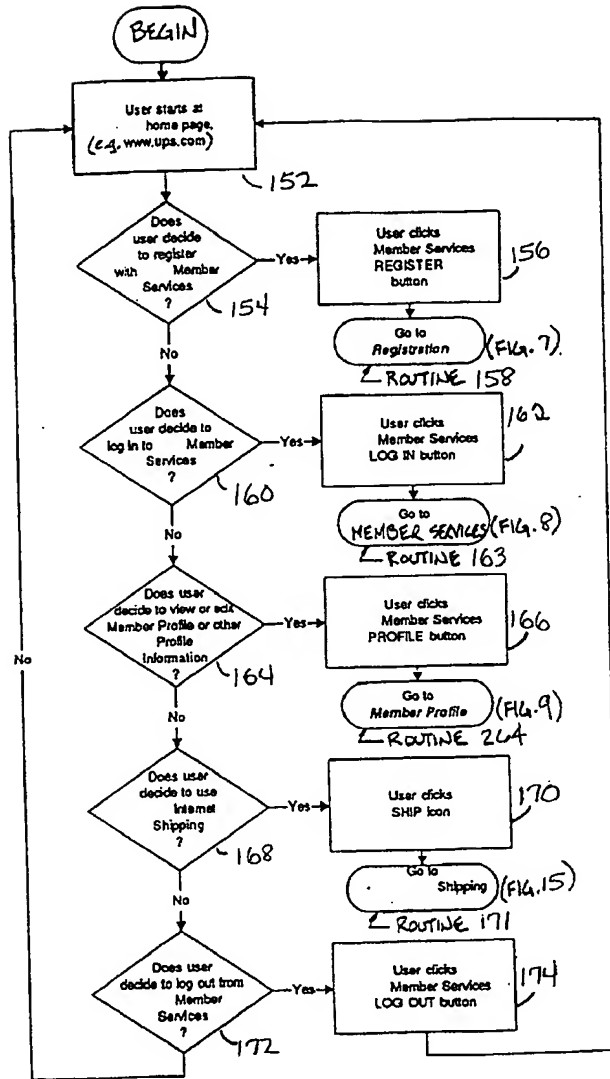 BEGIN
User starts at
home page,
(e.g. www.ups.com)
152
Does
user decide
to register
with Member
Services
?
154
Yes
User clicks
Member Services
REGISTER
button
156
Go to
Registration
(FIG. 7).
ROUTINE 158
No
Does
user decide to
log in to Member
Services
?
160
Yes
User clicks
Member Services
LOG IN button
162
Go to
MEMBER SERVICES
(FIG. 8)
ROUTINE 163
No
Does user
decide to view or edit
Member Profile or other
Profile
Information
?
164
Yes
User clicks
Member Services
PROFILE button
166
Go to
Member Profile
(FIG. 9)
ROUTINE 264
No
No
Does user
decide to use
Internet
Shipping
?
168
Yes
User clicks
SHIP icon
170
Go to
Shipping
(FIG. 15)
ROUTINE 171
No
Does user
decide to log out from
Member
Services
?
172
Yes
User clicks
Member Services
LOG OUT button
174